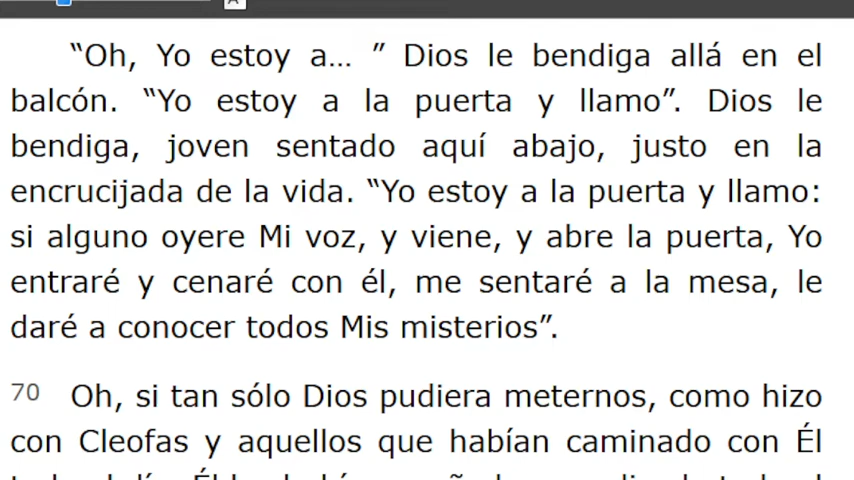 A
“Oh, Yo estoy a... ” Dios le bendiga allá en el
balcón. “Yo estoy a la puerta y llamo”. Dios le
bendiga, joven sentado aquí abajo, justo en la
encrucijada de la vida. “Yo estoy a la puerta y llamo:
si alguno oyere Mi voz, y viene, y abre la puerta, Yo
entraré y cenaré con él, me sentaré a la mesa, le
daré a conocer todos Mis misterios”.
70 Oh, si tan sólo Dios pudiera meternos, como hizo
con Cleofas y aquellos que habían caminado con Él